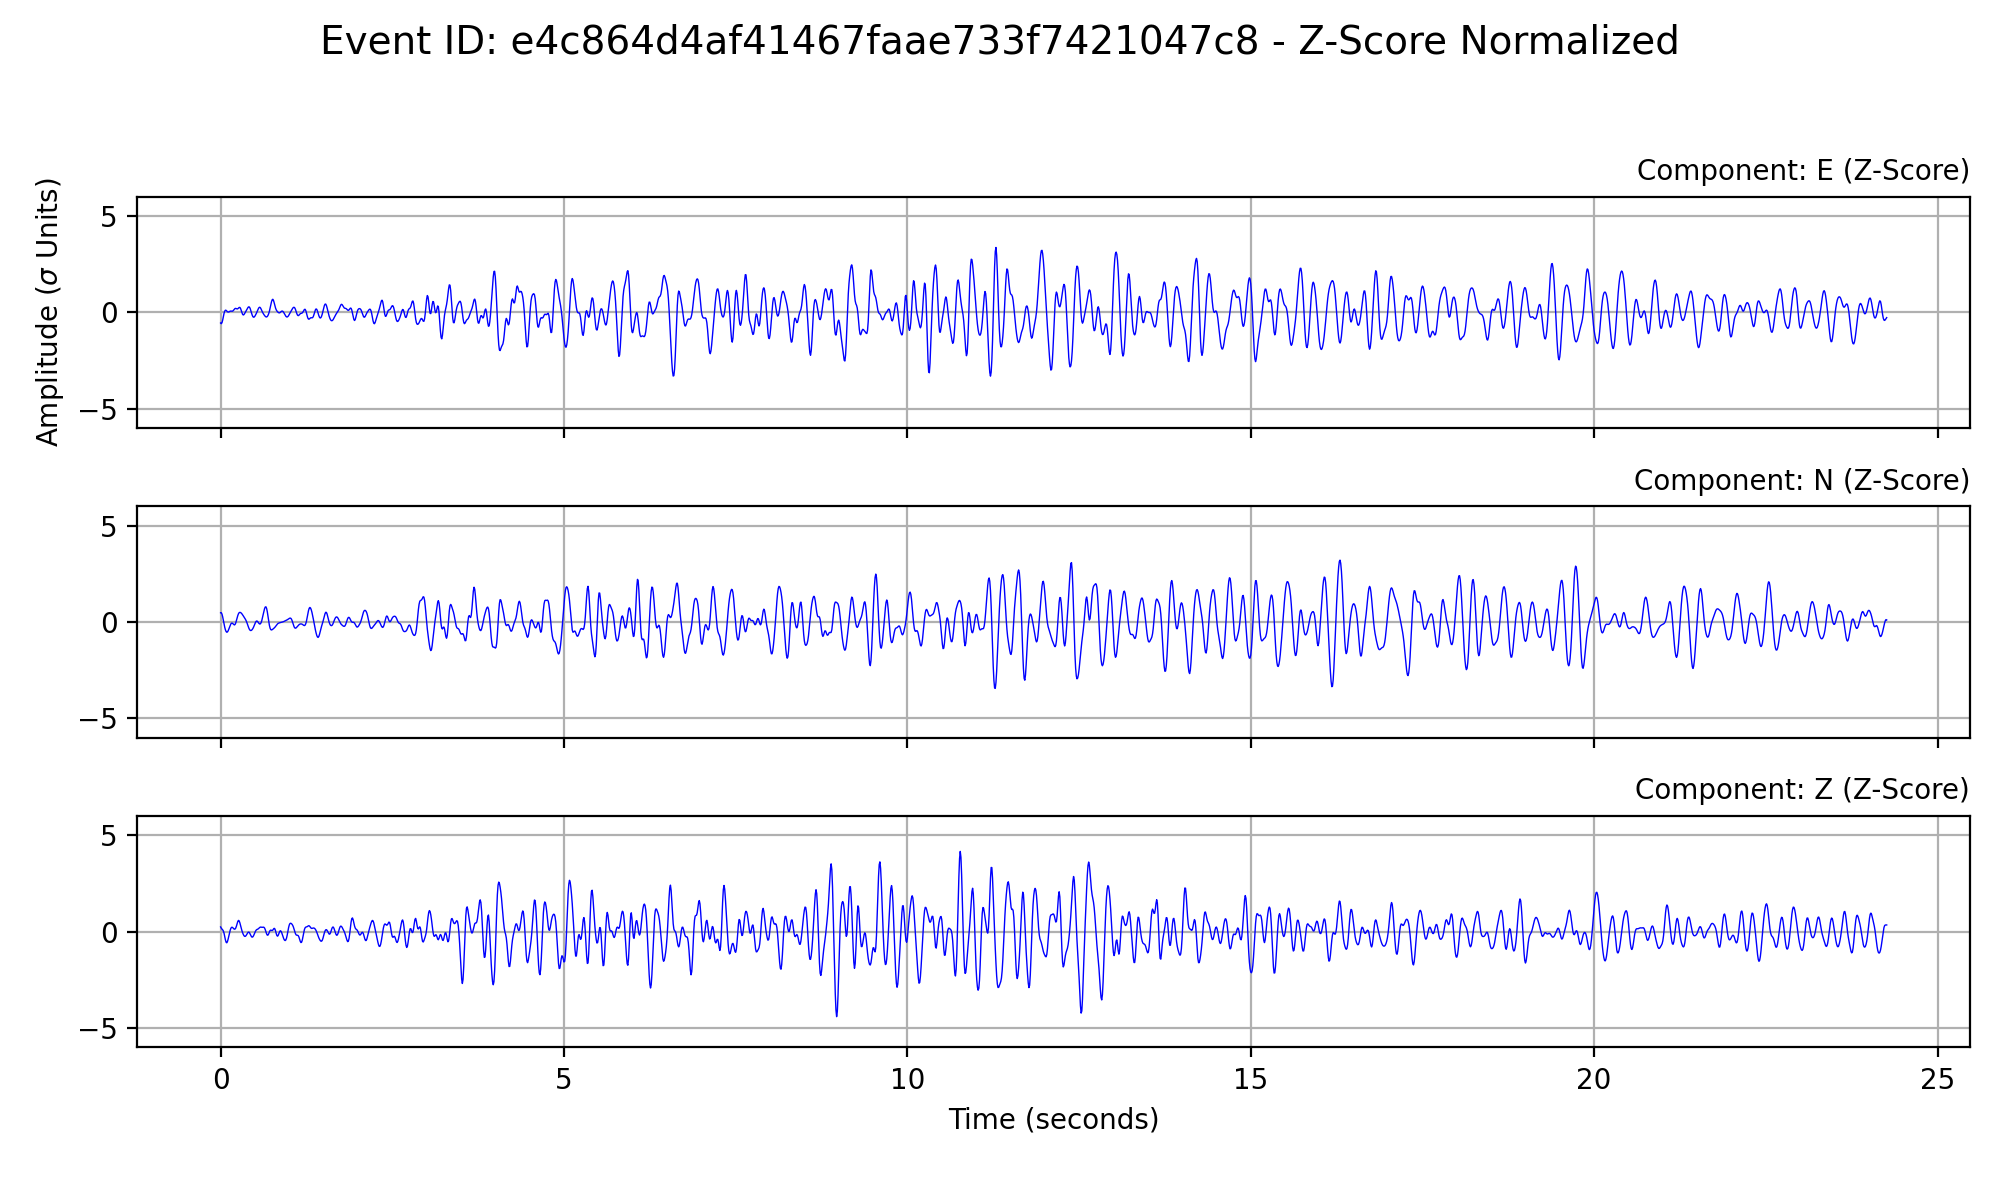 Event ID: e4c864d4af41467faae733f7421047c8 - Z-Score Normalized
Component: E (Z-Score)
Amplitude (σ Units)
5
0
−5
Component: N (Z-Score)
5
0
−5
Component: Z (Z-Score)
5
0
−5
0 5 10 15 20 25
Time (seconds)